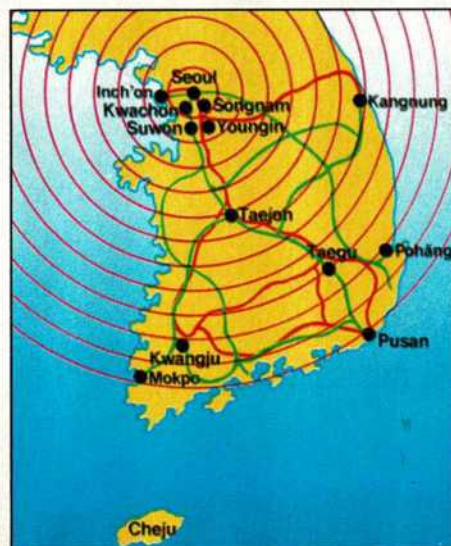 Seoul
Inch'on
Kwachon
Songnam
Suwon
Youngin
Kangnung
Taejon
Taegu
Pohang
Kwangju
Pusan
Mokpo
Cheju